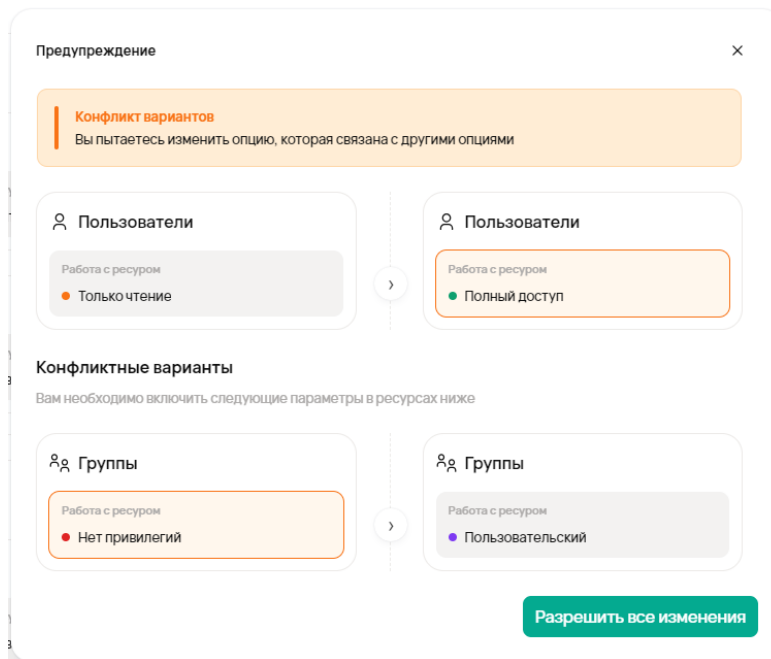 Предупреждение
Конфликт вариантов
Вы пытаетесь изменить опцию, которая связана с другими опциями
Пользователи
Работа с ресурсом
Только чтение
Пользователи
Работа с ресурсом
Полный доступ
Конфликтные варианты
Вам необходимо включить следующие параметры в ресурсах ниже
Группы
Работа с ресурсом
Нет привилегий
Группы
Работа с ресурсом
Пользовательский
Разрешить все изменения